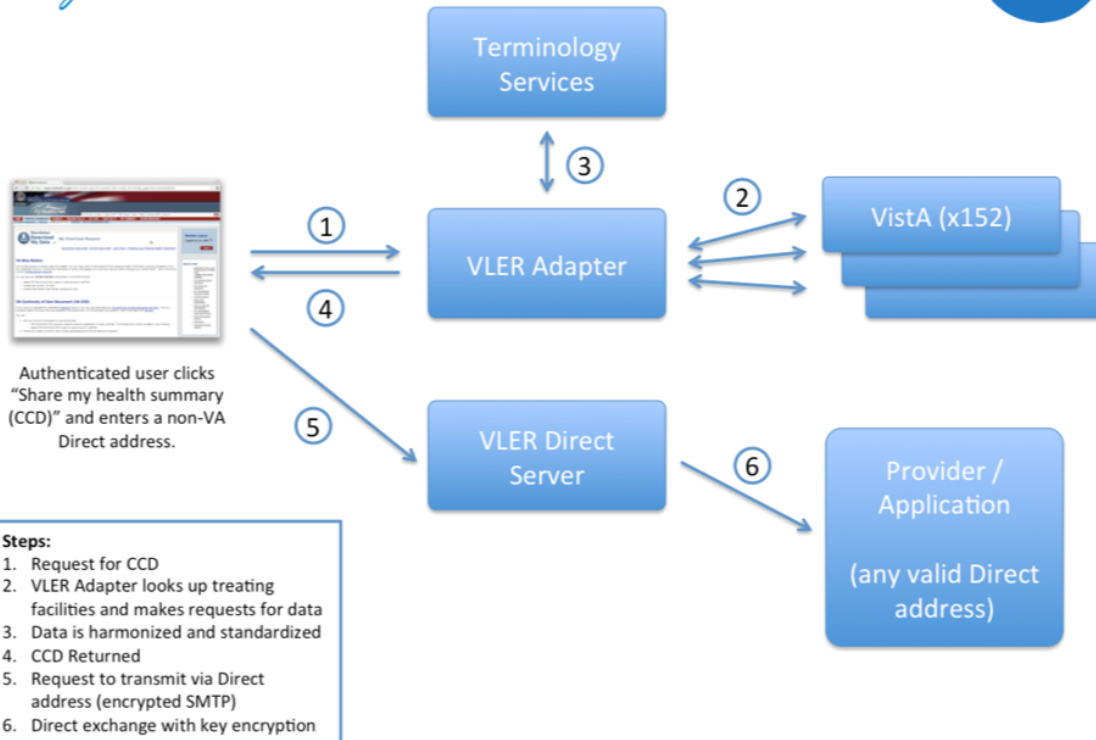 Terminology
Services
3
2
VistA (x152)
1
VLER Adapter
4
My Download Request
Authenticated user clicks
“Share my health summary
(CCD)” and enters a non-VA
Direct address.
5
VLER Direct
Server
6
Provider /
Application
(any valid Direct
address)
Steps:
1. Request for CCD
2. VLER Adapter looks up treating
facilities and makes requests for data
3. Data is harmonized and standardized
4. CCD Returned
5. Request to transmit via Direct
address (encrypted SMTP)
6. Direct exchange with key encryption